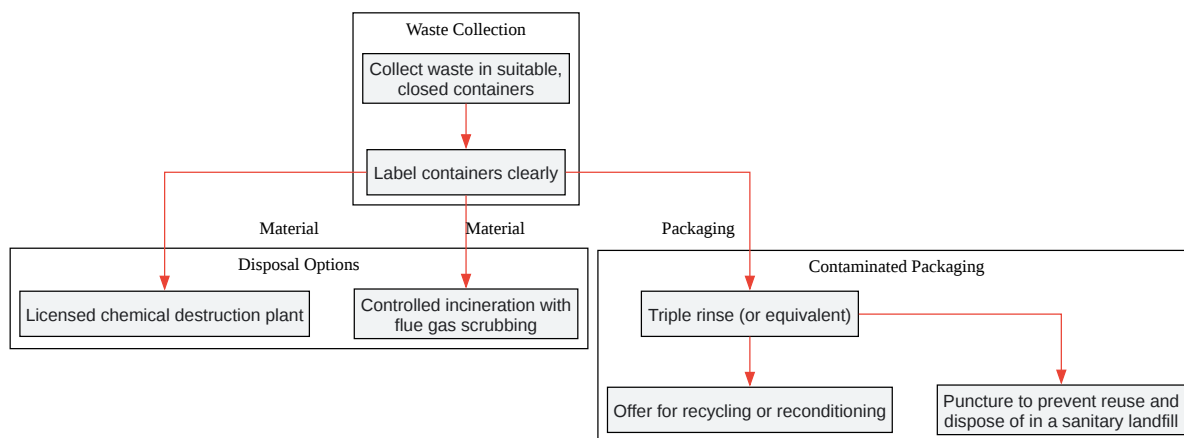 Waste Collection
Collect waste in suitable,
closed containers
Label containers clearly
Material
Material
Packaging
Disposal Options
Licensed chemical destruction plant
Controlled incineration with
flue gas scrubbing
Contaminated Packaging
Triple rinse (or equivalent)
Offer for recycling or reconditioning
Puncture to prevent reuse and
dispose of in a sanitary landfill